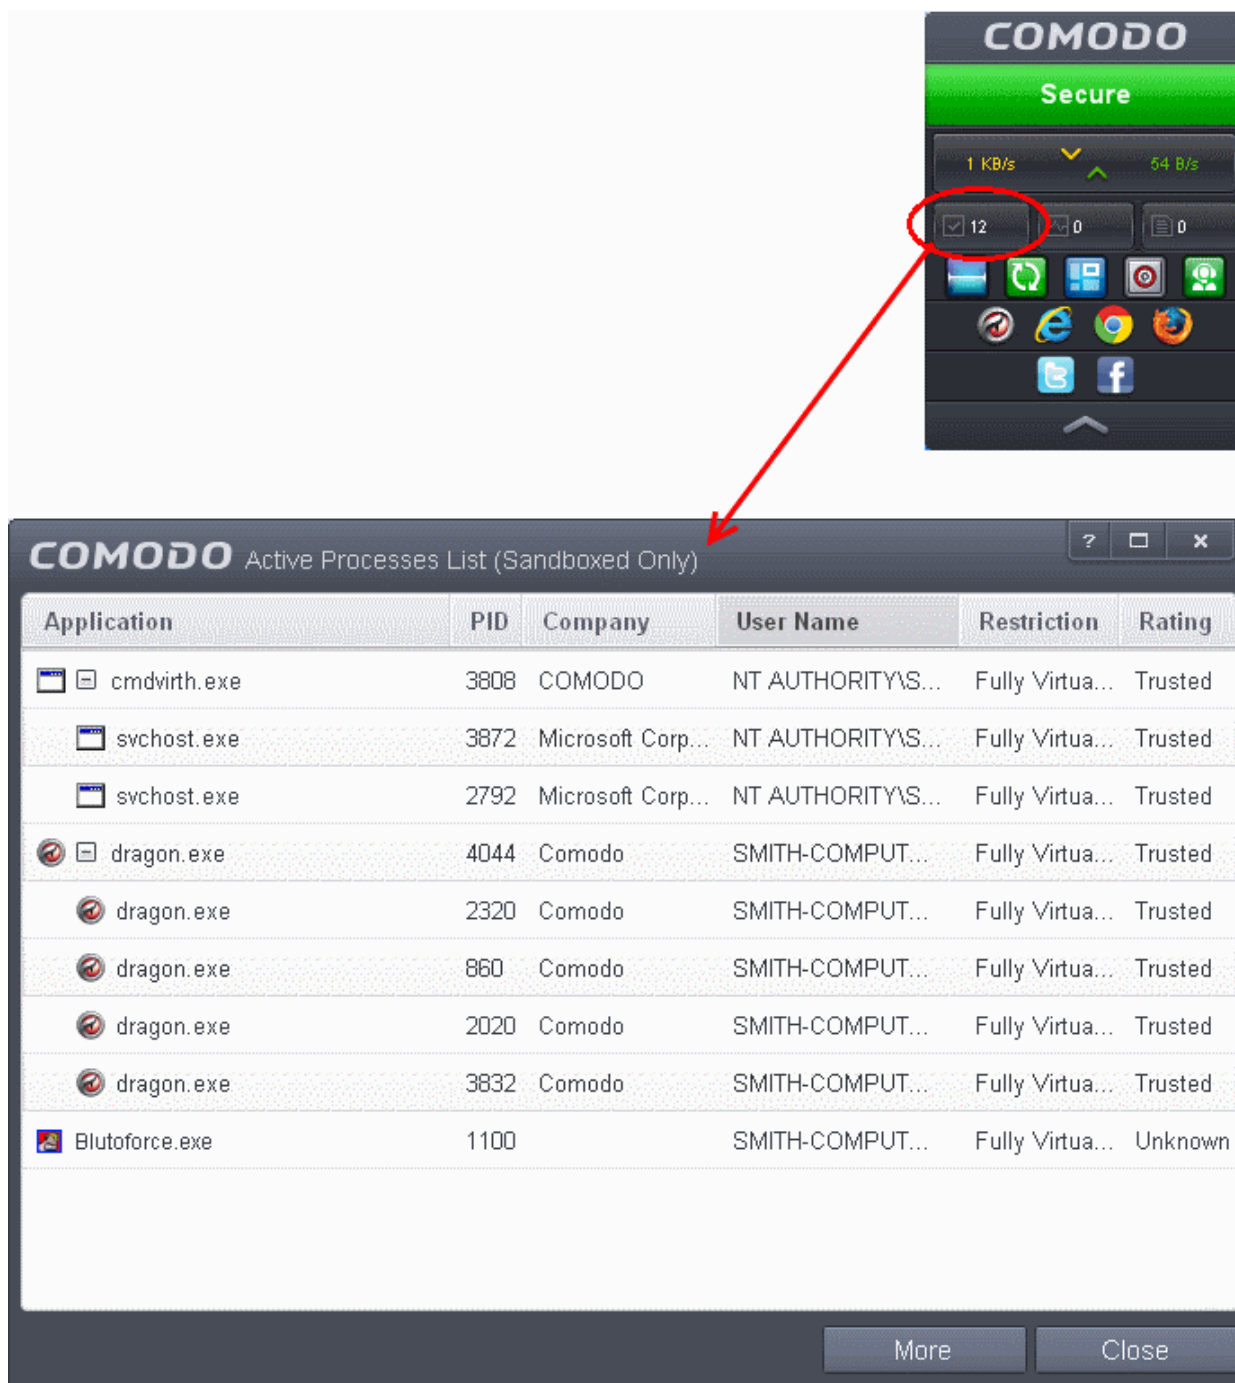 COMODO
Secure
1 KB/s 54 B/s
12 0 0
COMODO Active Processes List (Sandboxed Only)
Application PID Company User Name Restriction Rating
cmdvirth.exe 3808 COMODO NT AUTHORITY\S... Fully Virtua... Trusted
svchost.exe 3872 Microsoft Corp... NT AUTHORITY\S... Fully Virtua... Trusted
svchost.exe 2792 Microsoft Corp... NT AUTHORITY\S... Fully Virtua... Trusted
dragon.exe 4044 Comodo SMITH-COMPUT... Fully Virtua... Trusted
dragon.exe 2320 Comodo SMITH-COMPUT... Fully Virtua... Trusted
dragon.exe 860 Comodo SMITH-COMPUT... Fully Virtua... Trusted
dragon.exe 2020 Comodo SMITH-COMPUT... Fully Virtua... Trusted
dragon.exe 3832 Comodo SMITH-COMPUT... Fully Virtua... Trusted
Blutoforce.exe 1100 SMITH-COMPUT... Fully Virtua... Unknown
More Close